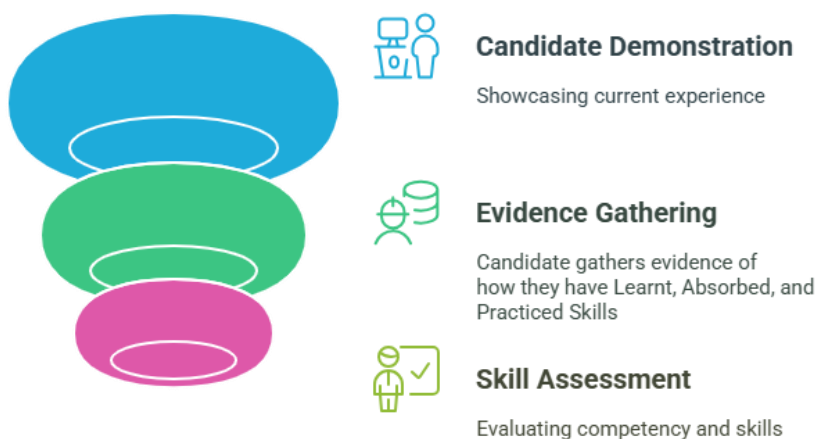 Candidate Demonstration
Showcasing current experience
Evidence Gathering
Candidate gathers evidence of
how they have Learnt, Absorbed, and
Practiced Skills
Skill Assessment
Evaluating competency and skills